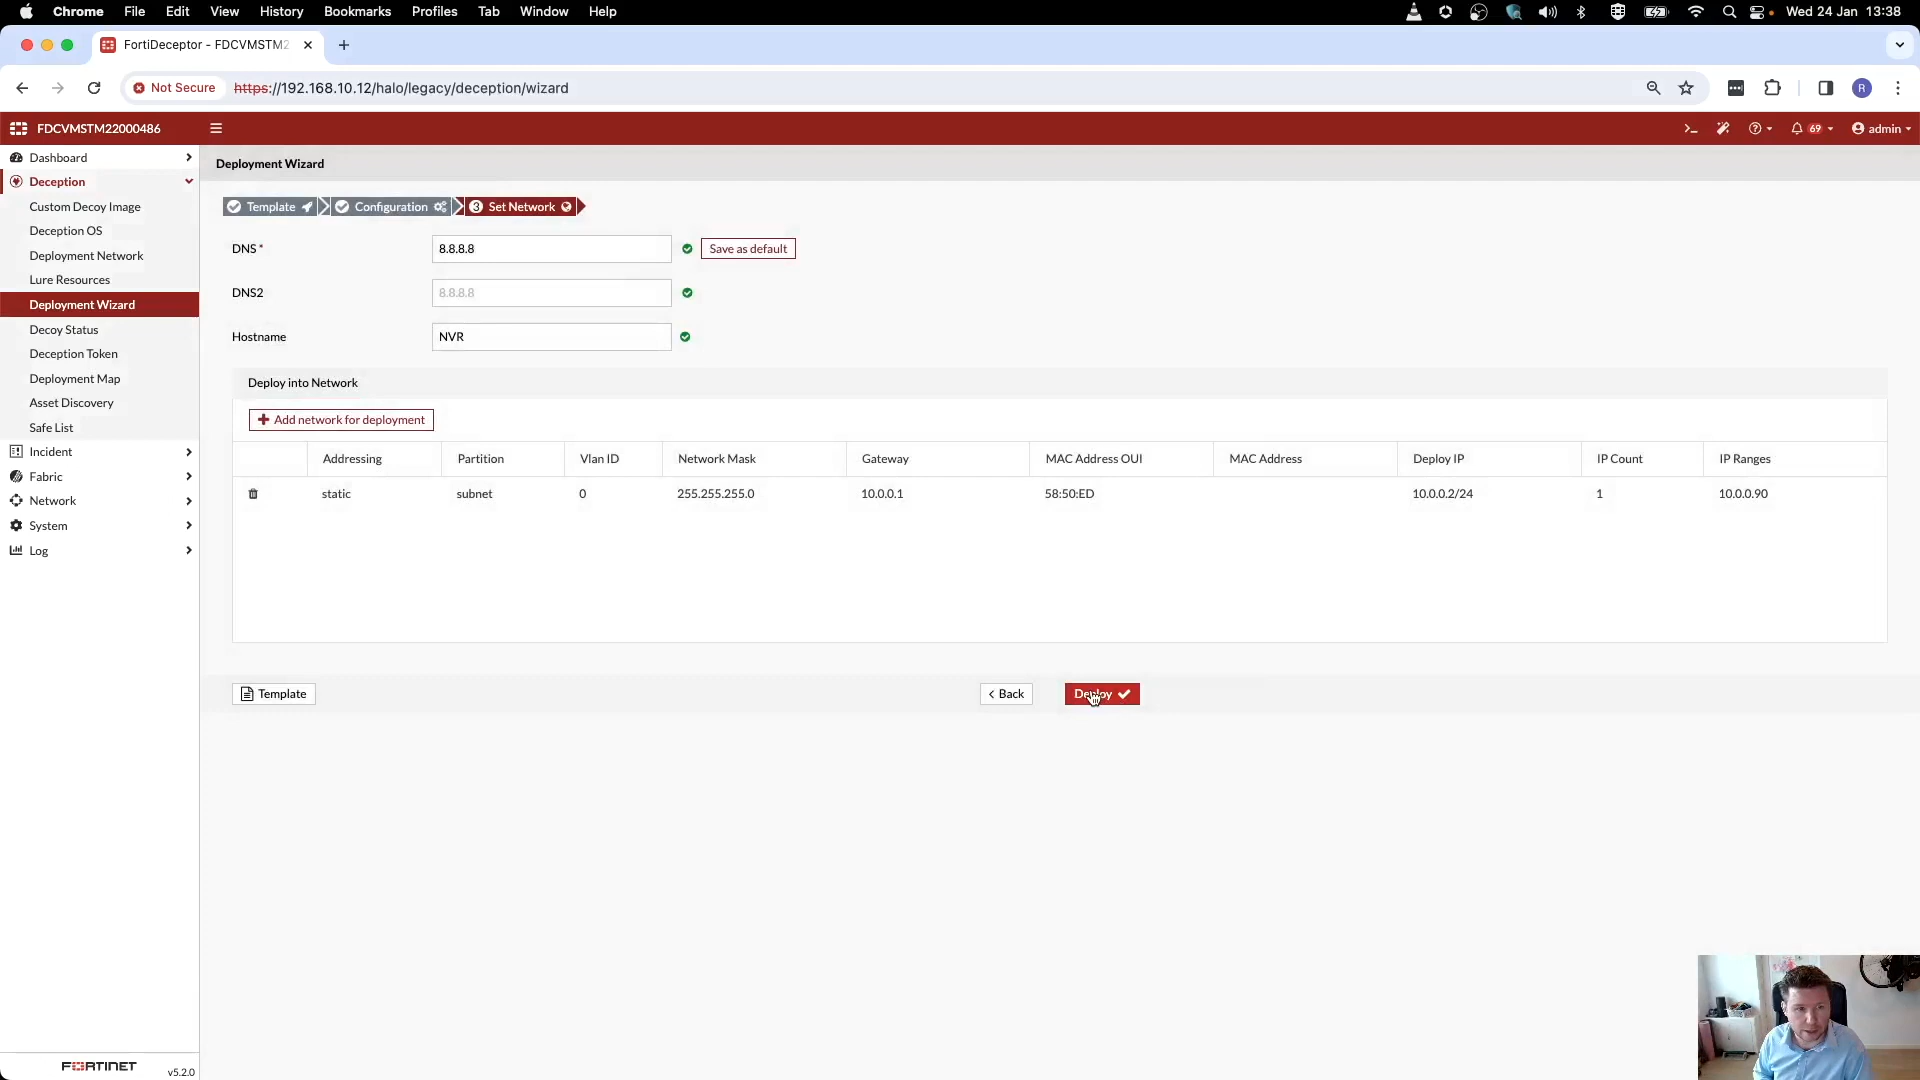 Chrome File Edit View History Bookmarks Profiles Tab Window Help Wed 24 Jan 13:38
FortiDeceptor - FDCVMSTM2
Not Secure https://192.168.10.12/halo/legacy/deception/wizard R
FDCVMSTM22000486 69 admin
Dashboard
Deception
Custom Decoy Image
Deception OS
Deployment Network
Lure Resources
Deployment Wizard
Decoy Status
Deception Token
Deployment Map
Asset Discovery
Safe List
Incident
Fabric
Network
System
Log
FORTINET v5.2.0
Deployment Wizard
Template Configuration 3 Set Network
DNS * 8.8.8.8 Save as default
DNS2 8.8.8.8
Hostname NVR
Deploy into Network
Add network for deployment
Addressing Partition Vlan ID Network Mask Gateway MAC Address OUI MAC Address Deploy IP IP Count IP Ranges
static subnet 0 255.255.255.0 10.0.0.1 58:50:ED 10.0.0.2/24 1 10.0.0.90
Template Back Deploy